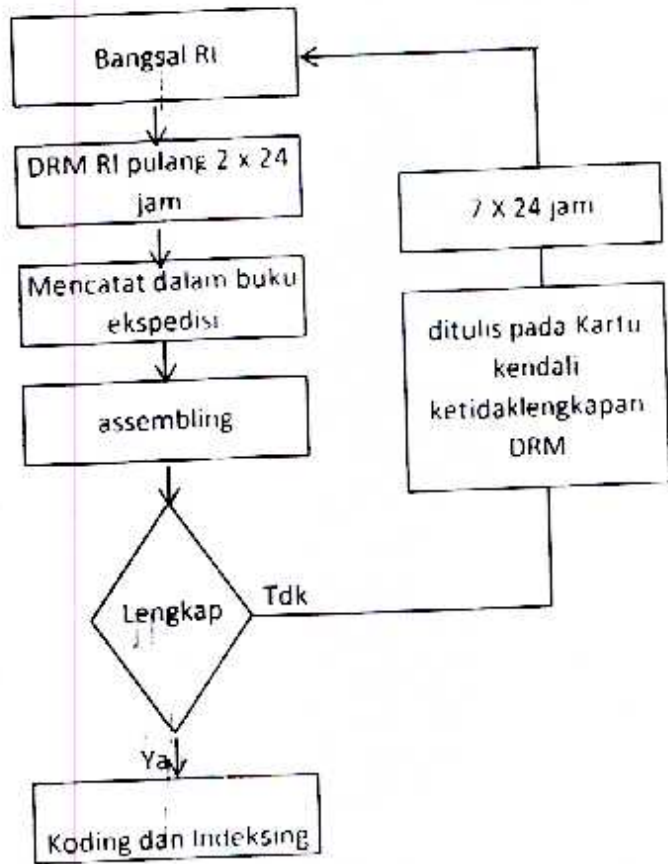 Bangsal RI
DRM RI pulang 2 x 24
jam
Mencatat dalam buku
ekspedisi
assembling
Lengkap
Tdk
Ya
Koding dan Indeksing
7 X 24 jam
ditulis pada Kartu
kendali
ketidaklengkapan
DRM